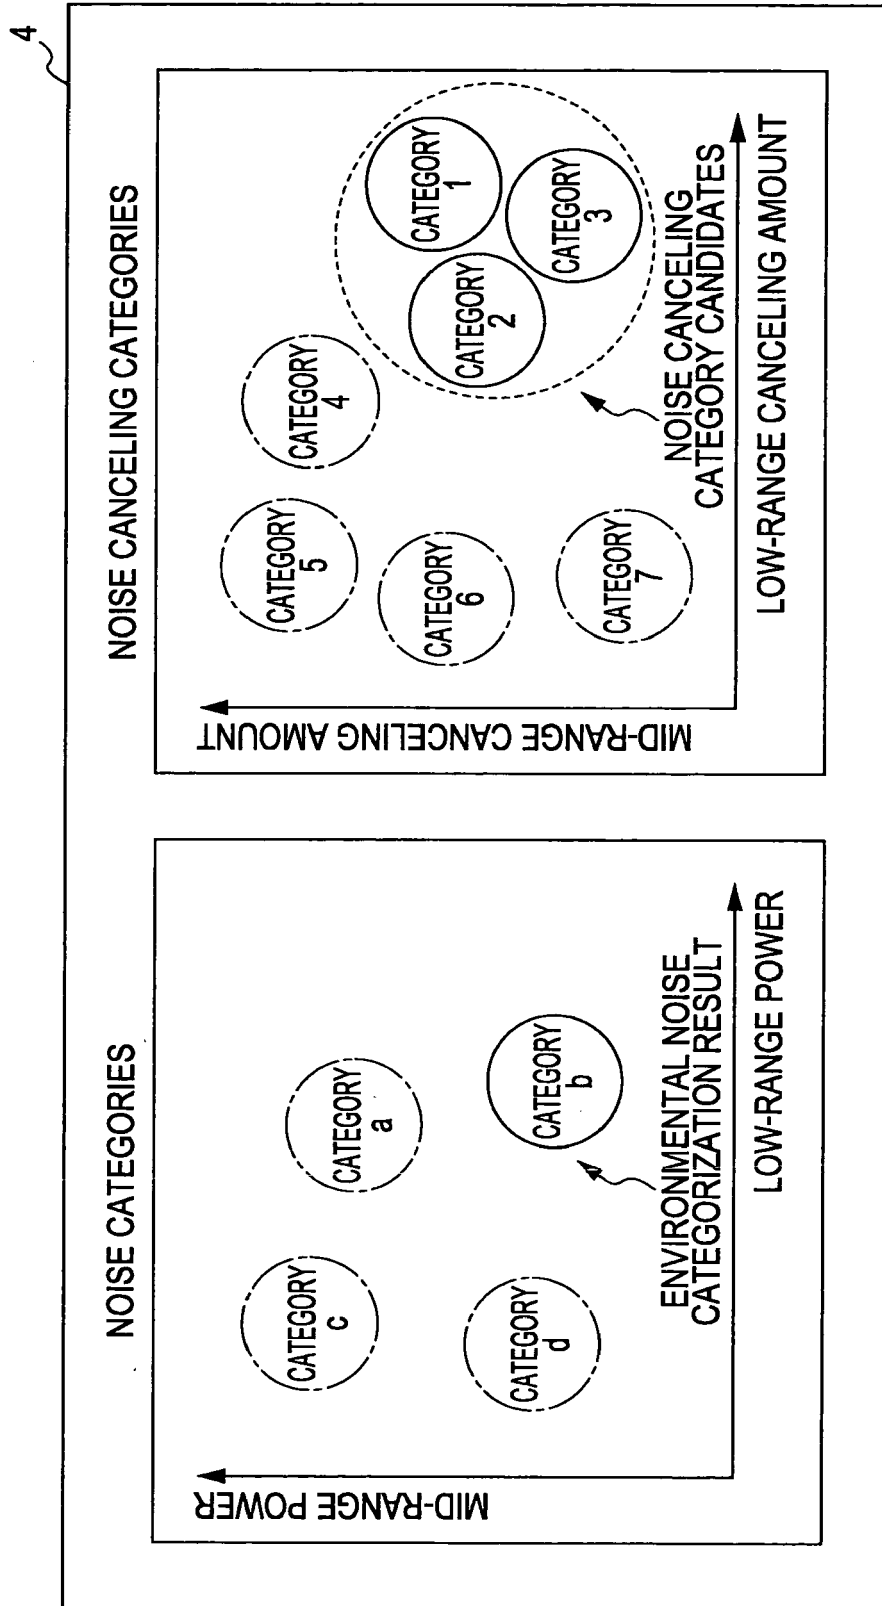 4
NOISE CATEGORIES
MID-RANGE POWER
CATEGORY
c
CATEGORY
a
CATEGORY
d
CATEGORY
b
ENVIRONMENTAL NOISE
CATEGORIZATION RESULT
LOW-RANGE POWER
NOISE CANCELING CATEGORIES
MID-RANGE CANCELING AMOUNT
CATEGORY
5
CATEGORY
4
CATEGORY
6
CATEGORY
7
CATEGORY
1
CATEGORY
2
CATEGORY
3
NOISE CANCELING
CATEGORY CANDIDATES
LOW-RANGE CANCELING AMOUNT